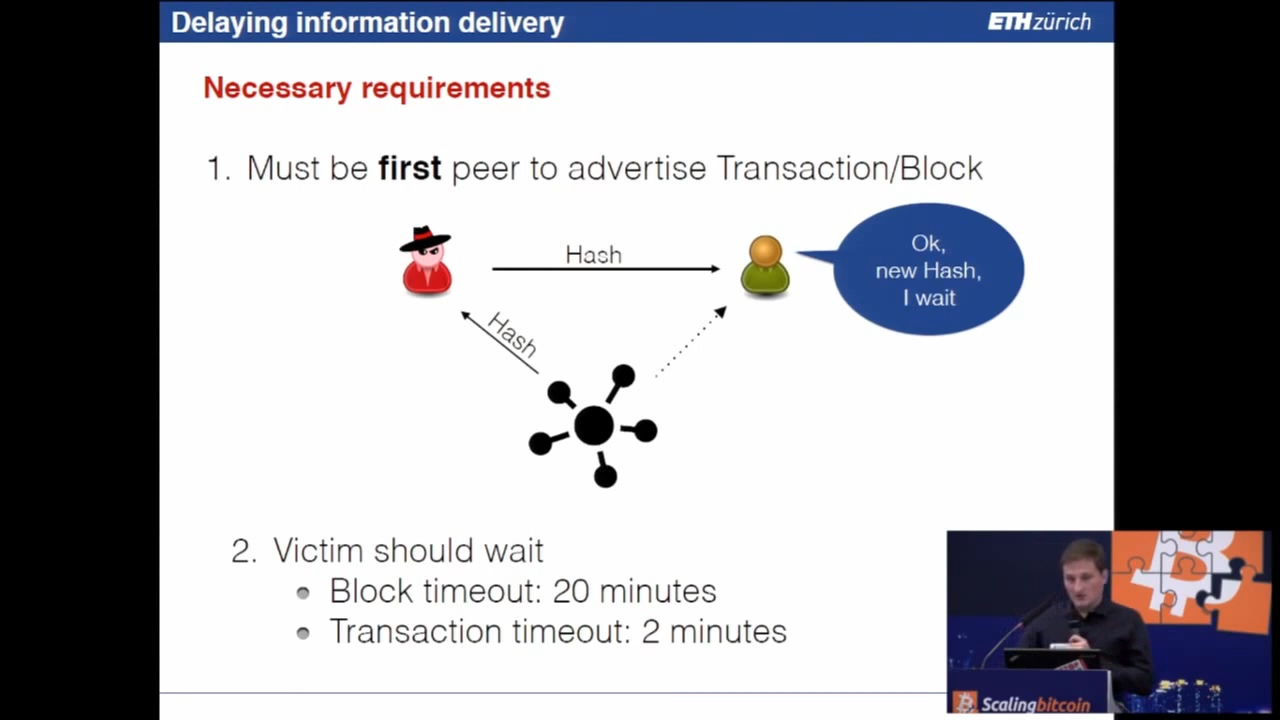 Delaying information delivery
ETH zürich
Necessary requirements
1. Must be first peer to advertise Transaction/Block
Hash
Ok,
new Hash,
I wait
Hash
2. Victim should wait
• Block timeout: 20 minutes
• Transaction timeout: 2 minutes
Scalingbitcoin